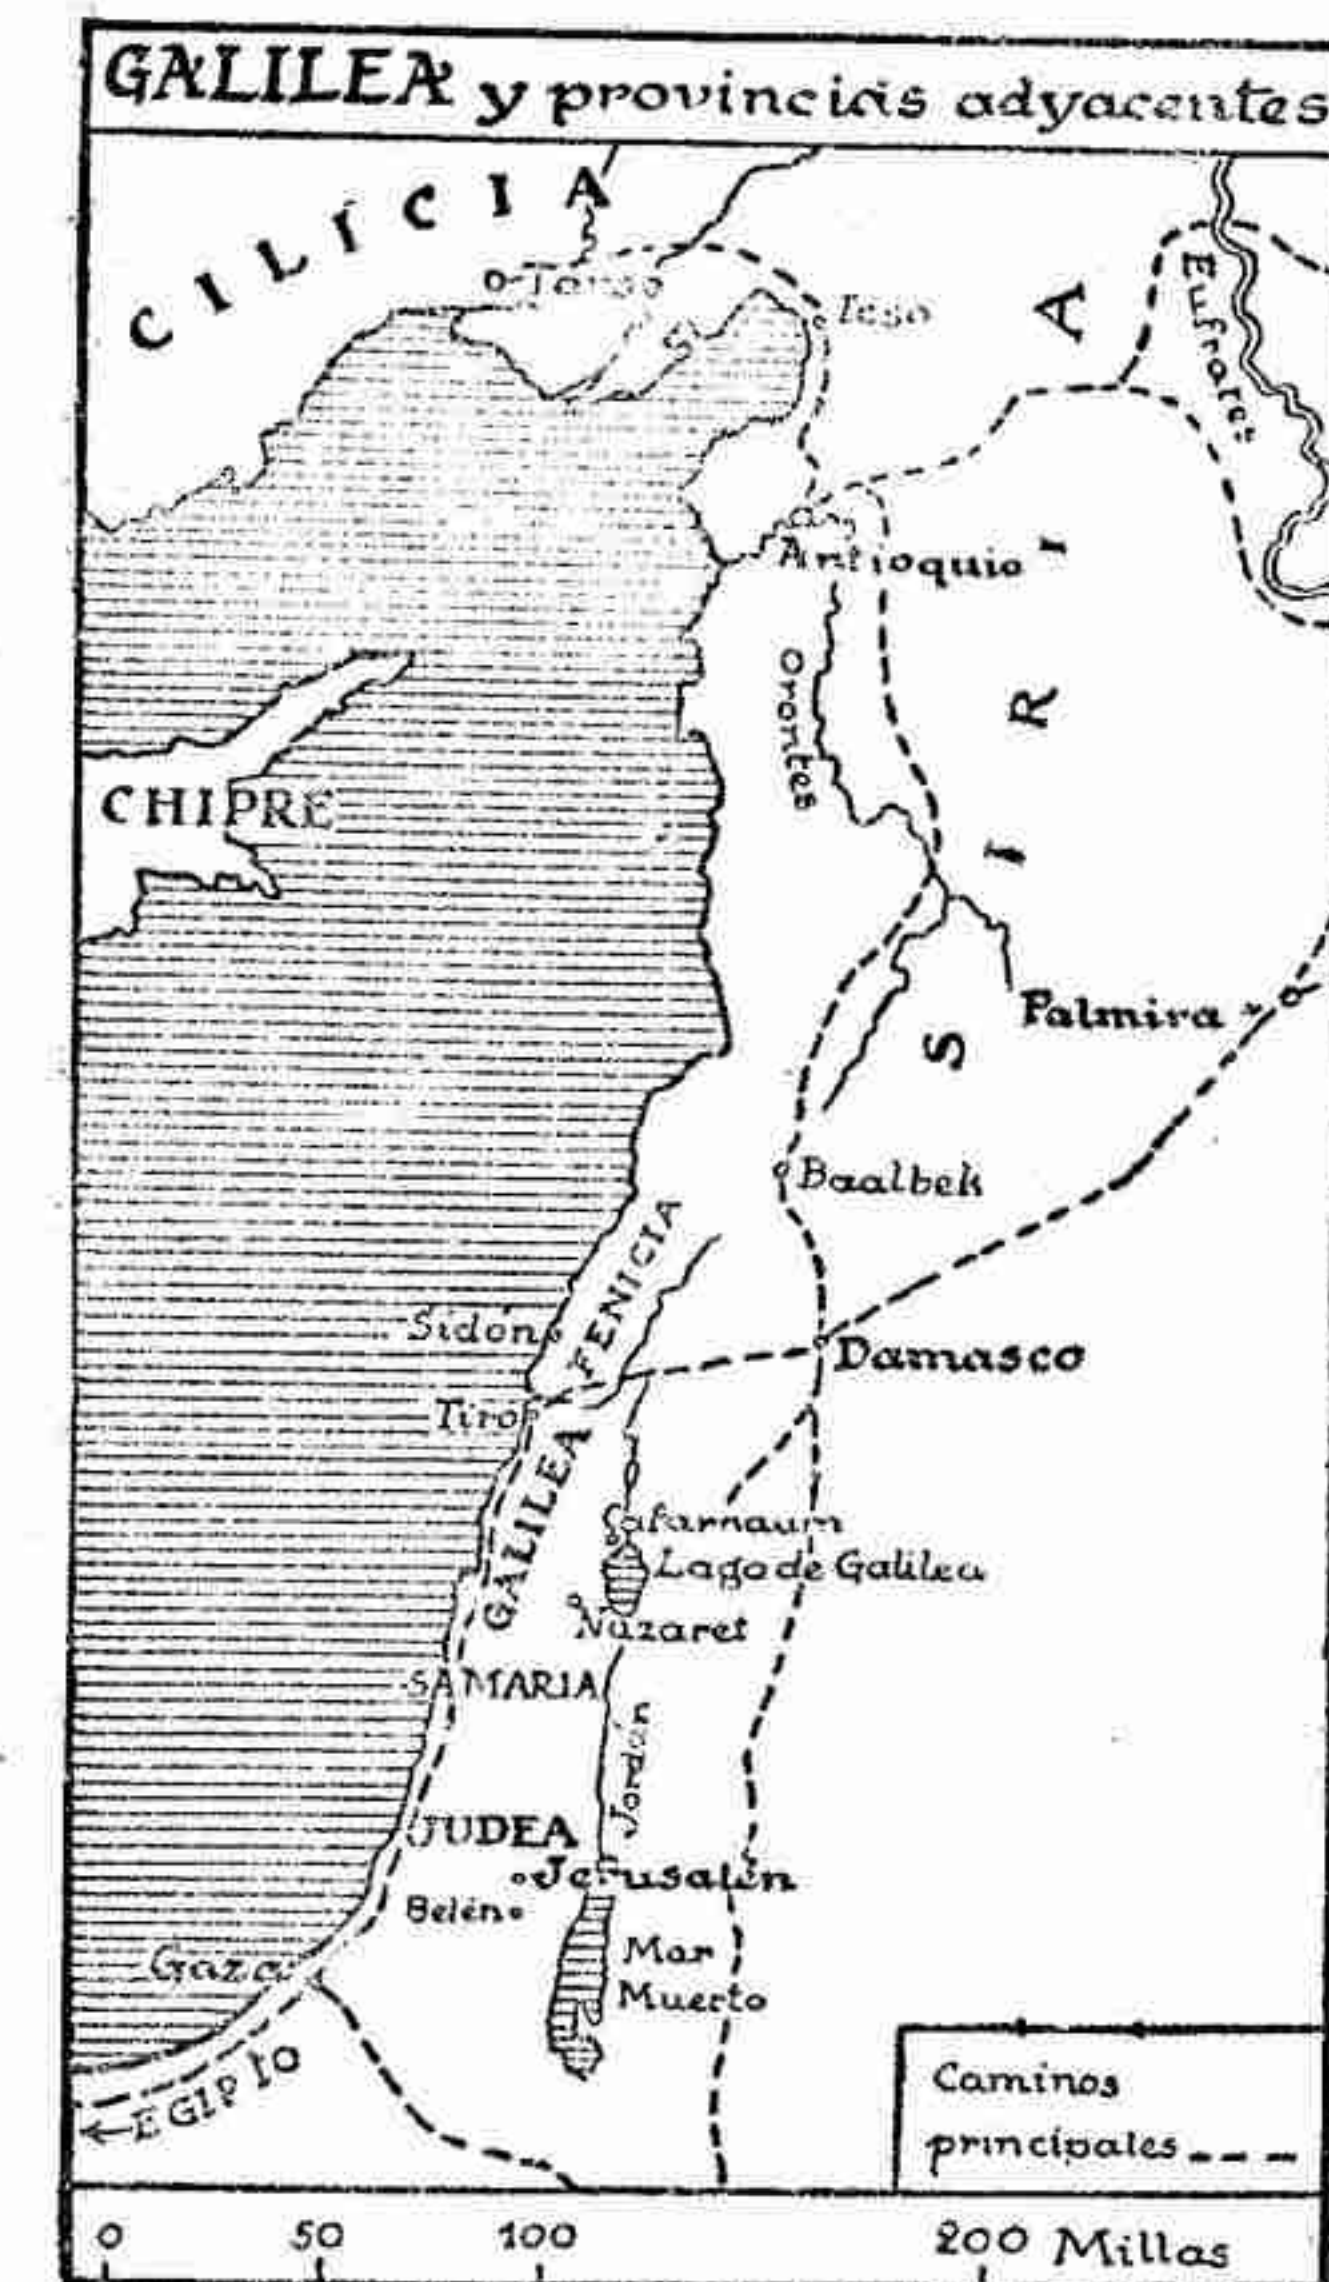 GALILEA y provincias adyacentes
CILICIA
Tarso
Iso
Eufrates
Antioquia
SIRIA
Orontes
CHIPRE
Palmira
Baalbek
FENICIA
Sidón
Damasco
Tiro
GALILEA
Cafarnaum
Lago de Galilea
Nazaret
SAMARIA
Jordán
JUDEA
Jerusalén
Belén
Mar
Muerto
Gaza
EGIPTO
Caminos
principales
0 50 100 200 Millas